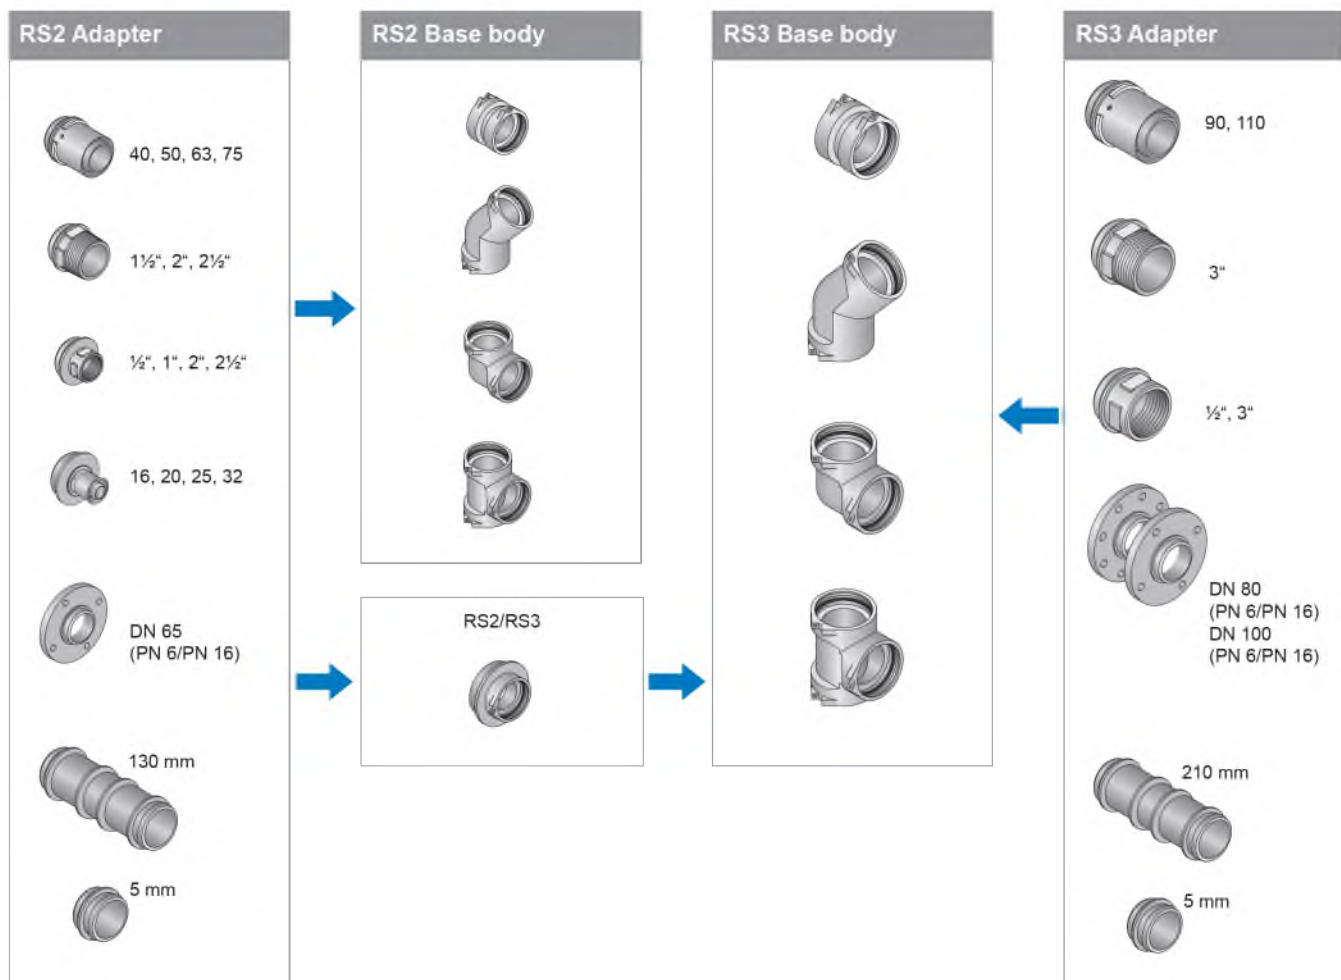 RS2 Adapter
40, 50, 63, 75
1½“, 2“, 2½“
½“, 1“, 2“, 2½“
16, 20, 25, 32
DN 65
(PN 6/PN 16)
130 mm
5 mm
RS2 Base body
RS2/RS3
RS3 Base body
RS3 Adapter
90, 110
3“
½“, 3“
DN 80
(PN 6/PN 16)
DN 100
(PN 6/PN 16)
210 mm
5 mm